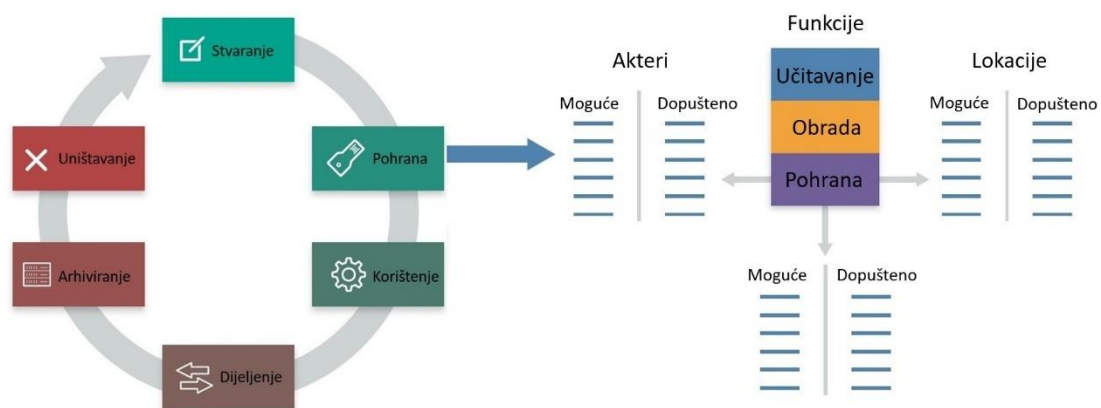 Stvaranje
Pohrana
Korištenje
Dijeljenje
Arhiviranje
Uništavanje
Akteri
Moguće
Dopušteno
Funkcije
Učitavanje
Obrada
Pohrana
Lokacije
Moguće
Dopušteno
Moguće
Dopušteno